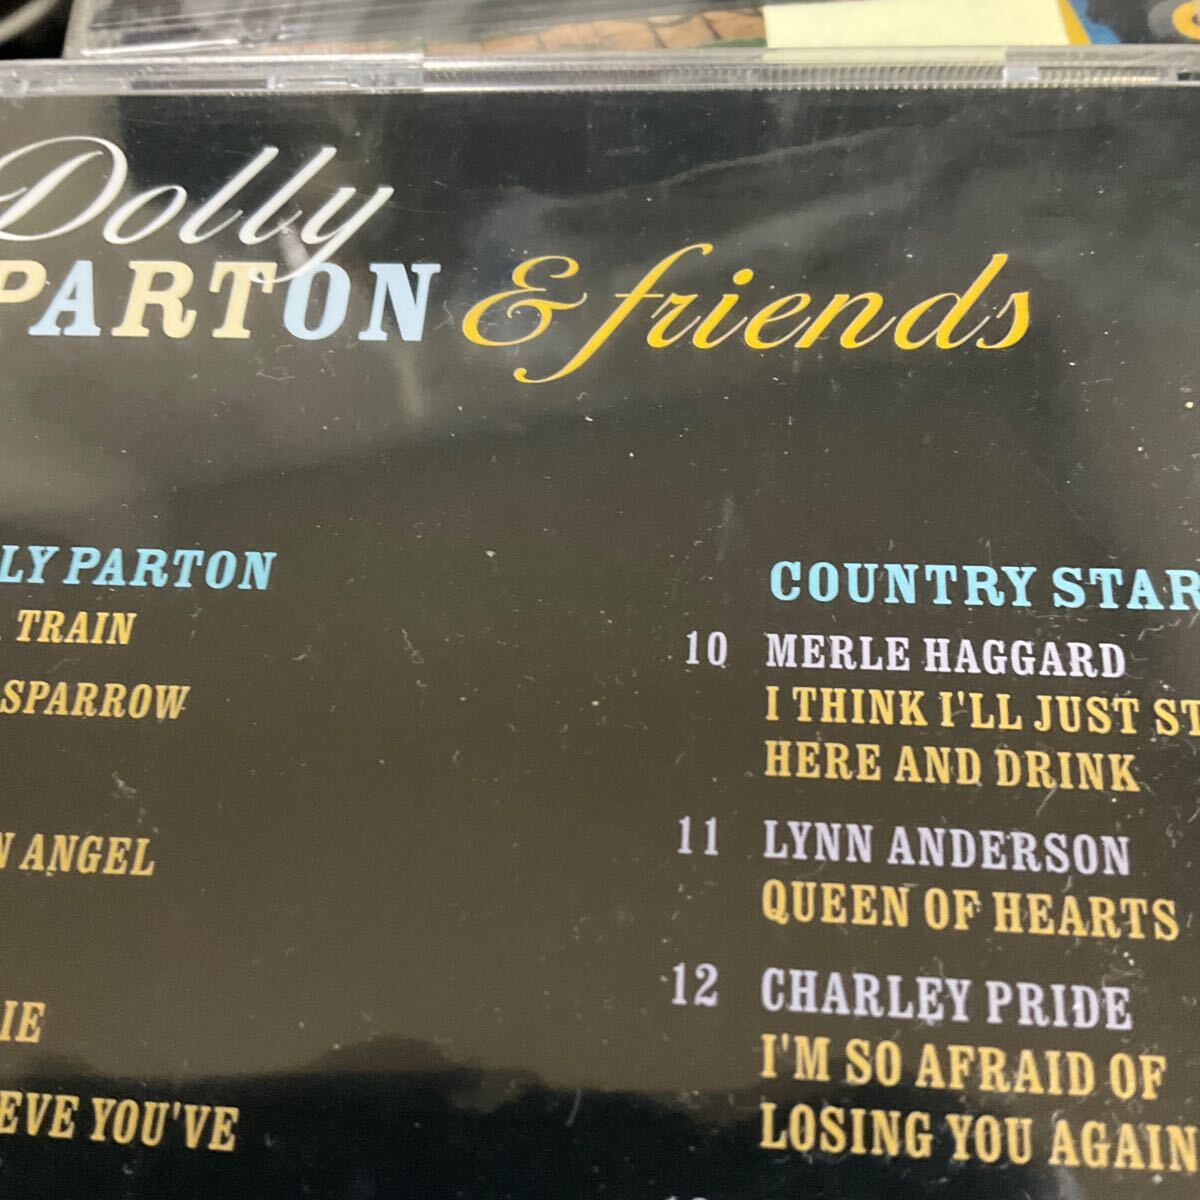 Dolly
PARTON & friends
LY PARTON
TRAIN
SPARROW
N ANGEL
IE
EVE YOU'VE
COUNTRY STAR
10 MERLE HAGGARD
I THINK I'LL JUST ST
HERE AND DRINK
11 LYNN ANDERSON
QUEEN OF HEARTS
12 CHARLEY PRIDE
I'M SO AFRAID OF
LOSING YOU AGAIN